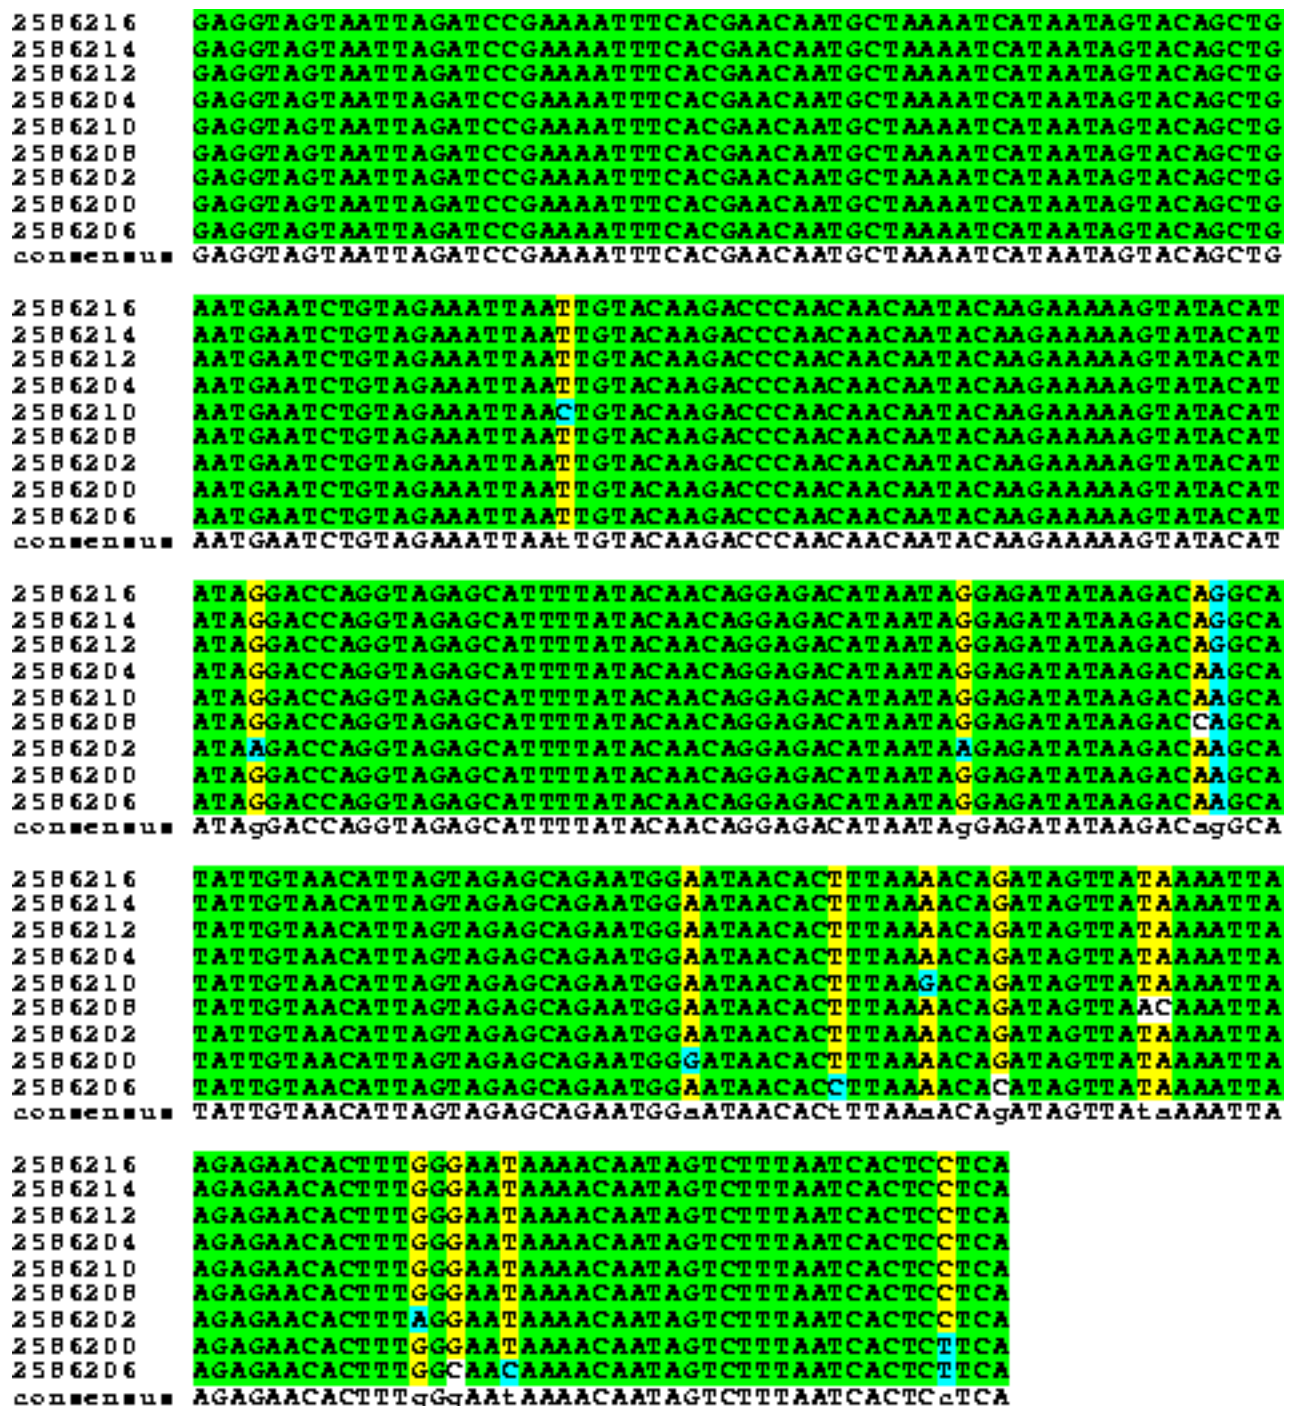 2586216 GAGGTAGTAATTAGATCCGAAAATTTCACGAACAATGCTAAAATCATAATAGTACAGCTG
2586214 GAGGTAGTAATTAGATCCGAAAATTTCACGAACAATGCTAAAATCATAATAGTACAGCTG
2586212 GAGGTAGTAATTAGATCCGAAAATTTCACGAACAATGCTAAAATCATAATAGTACAGCTG
2586204 GAGGTAGTAATTAGATCCGAAAATTTCACGAACAATGCTAAAATCATAATAGTACAGCTG
2586210 GAGGTAGTAATTAGATCCGAAAATTTCACGAACAATGCTAAAATCATAATAGTACAGCTG
2586208 GAGGTAGTAATTAGATCCGAAAATTTCACGAACAATGCTAAAATCATAATAGTACAGCTG
2586202 GAGGTAGTAATTAGATCCGAAAATTTCACGAACAATGCTAAAATCATAATAGTACAGCTG
2586200 GAGGTAGTAATTAGATCCGAAAATTTCACGAACAATGCTAAAATCATAATAGTACAGCTG
2586206 GAGGTAGTAATTAGATCCGAAAATTTCACGAACAATGCTAAAATCATAATAGTACAGCTG
consensus GAGGTAGTAATTAGATCCGAAAATTTCACGAACAATGCTAAAATCATAATAGTACAGCTG
2586216 AATGAATCTGTAGAAATTAATTGTACAAGACCCAACAACAATACAAGAAAAAGTATACAT
2586214 AATGAATCTGTAGAAATTAATTGTACAAGACCCAACAACAATACAAGAAAAAGTATACAT
2586212 AATGAATCTGTAGAAATTAATTGTACAAGACCCAACAACAATACAAGAAAAAGTATACAT
2586204 AATGAATCTGTAGAAATTAATTGTACAAGACCCAACAACAATACAAGAAAAAGTATACAT
2586210 AATGAATCTGTAGAAATTAACTGTACAAGACCCAACAACAATACAAGAAAAAGTATACAT
2586208 AATGAATCTGTAGAAATTAATTGTACAAGACCCAACAACAATACAAGAAAAAGTATACAT
2586202 AATGAATCTGTAGAAATTAATTGTACAAGACCCAACAACAATACAAGAAAAAGTATACAT
2586200 AATGAATCTGTAGAAATTAATTGTACAAGACCCAACAACAATACAAGAAAAAGTATACAT
2586206 AATGAATCTGTAGAAATTAATTGTACAAGACCCAACAACAATACAAGAAAAAGTATACAT
consensus AATGAATCTGTAGAAATTAAtTGTACAAGACCCAACAACAATACAAGAAAAAGTATACAT
2586216 ATAGGACCAGGTAGAGCATTTTATACAACAGGAGACATAATAGGAGATATAAGACAGGCA
2586214 ATAGGACCAGGTAGAGCATTTTATACAACAGGAGACATAATAGGAGATATAAGACAGGCA
2586212 ATAGGACCAGGTAGAGCATTTTATACAACAGGAGACATAATAGGAGATATAAGACAGGCA
2586204 ATAGGACCAGGTAGAGCATTTTATACAACAGGAGACATAATAGGAGATATAAGACAAGCA
2586210 ATAGGACCAGGTAGAGCATTTTATACAACAGGAGACATAATAGGAGATATAAGACAAGCA
2586208 ATAGGACCAGGTAGAGCATTTTATACAACAGGAGACATAATAGGAGATATAAGACCAGCA
2586202 ATAAGACCAGGTAGAGCATTTTATACAACAGGAGACATAATAAGAGATATAAGACAAGCA
2586200 ATAGGACCAGGTAGAGCATTTTATACAACAGGAGACATAATAGGAGATATAAGACAAGCA
2586206 ATAGGACCAGGTAGAGCATTTTATACAACAGGAGACATAATAGGAGATATAAGACAAGCA
consensus ATAgGACCAGGTAGAGCATTTTATACAACAGGAGACATAATAgGAGATATAAGACagGCA
2586216 TATTGTAACATTAGTAGAGCAGAATGGAATAACACTTTAAAACAGATAGTTATAAAATTA
2586214 TATTGTAACATTAGTAGAGCAGAATGGAATAACACTTTAAAACAGATAGTTATAAAATTA
2586212 TATTGTAACATTAGTAGAGCAGAATGGAATAACACTTTAAAACAGATAGTTATAAAATTA
2586204 TATTGTAACATTAGTAGAGCAGAATGGAATAACACTTTAAAACAGATAGTTATAAAATTA
2586210 TATTGTAACATTAGTAGAGCAGAATGGAATAACACTTTAAGACAGATAGTTATAAAATTA
2586208 TATTGTAACATTAGTAGAGCAGAATGGAATAACACTTTAAAACAGATAGTTAACAAATTA
2586202 TATTGTAACATTAGTAGAGCAGAATGGAATAACACTTTAAAACAGATAGTTATAAAATTA
2586200 TATTGTAACATTAGTAGAGCAGAATGGGATAACACTTTAAAACAGATAGTTATAAAATTA
2586206 TATTGTAACATTAGTAGAGCAGAATGGAATAACACCTTAAAACACATAGTTATAAAATTA
consensus TATTGTAACATTAGTAGAGCAGAATGGaATAACACtTTAAaACAgATAGTTAtaAAATTA
2586216 AGAGAACACTTTGGGAATAAAACAATAGTCTTTAATCACTCCTCA
2586214 AGAGAACACTTTGGGAATAAAACAATAGTCTTTAATCACTCCTCA
2586212 AGAGAACACTTTGGGAATAAAACAATAGTCTTTAATCACTCCTCA
2586204 AGAGAACACTTTGGGAATAAAACAATAGTCTTTAATCACTCCTCA
2586210 AGAGAACACTTTGGGAATAAAACAATAGTCTTTAATCACTCCTCA
2586208 AGAGAACACTTTGGGAATAAAACAATAGTCTTTAATCACTCCTCA
2586202 AGAGAACACTTTAGGAATAAAACAATAGTCTTTAATCACTCCTCA
2586200 AGAGAACACTTTGGGAATAAAACAATAGTCTTTAATCACTCTTCA
2586206 AGAGAACACTTTGGCAACAAAACAATAGTCTTTAATCACTCTTCA
consensus AGAGAACACTTTgGgAAtAAAACAATAGTCTTTAATCACTCcTCA